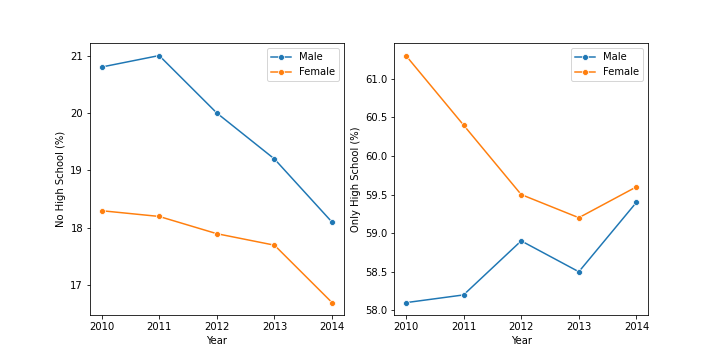 No High School (%)
21
20
19
18
17
Male
Female
2010 2011 2012 2013 2014
Year
Only High School (%)
61.0
60.5
60.0
59.5
59.0
58.5
58.0
Male
Female
2010 2011 2012 2013 2014
Year